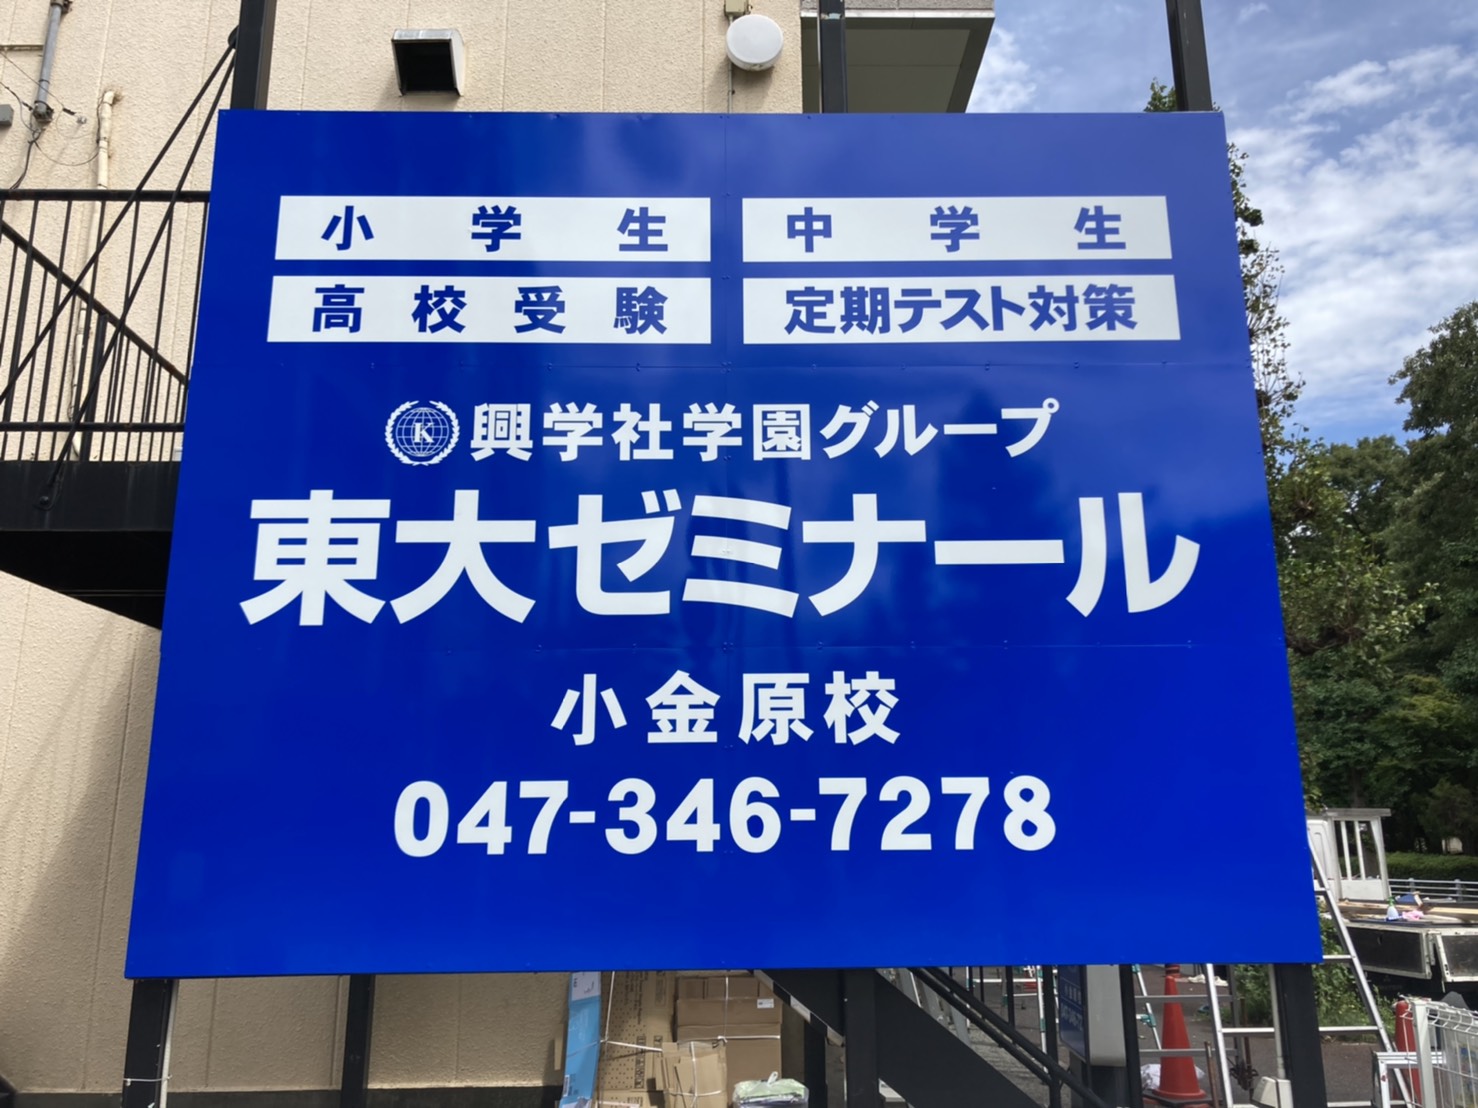 小学生 中学生
高校受験 定期テスト対策
K 興学社学園グループ
東大ゼミナール
小金原校
047-346-7278